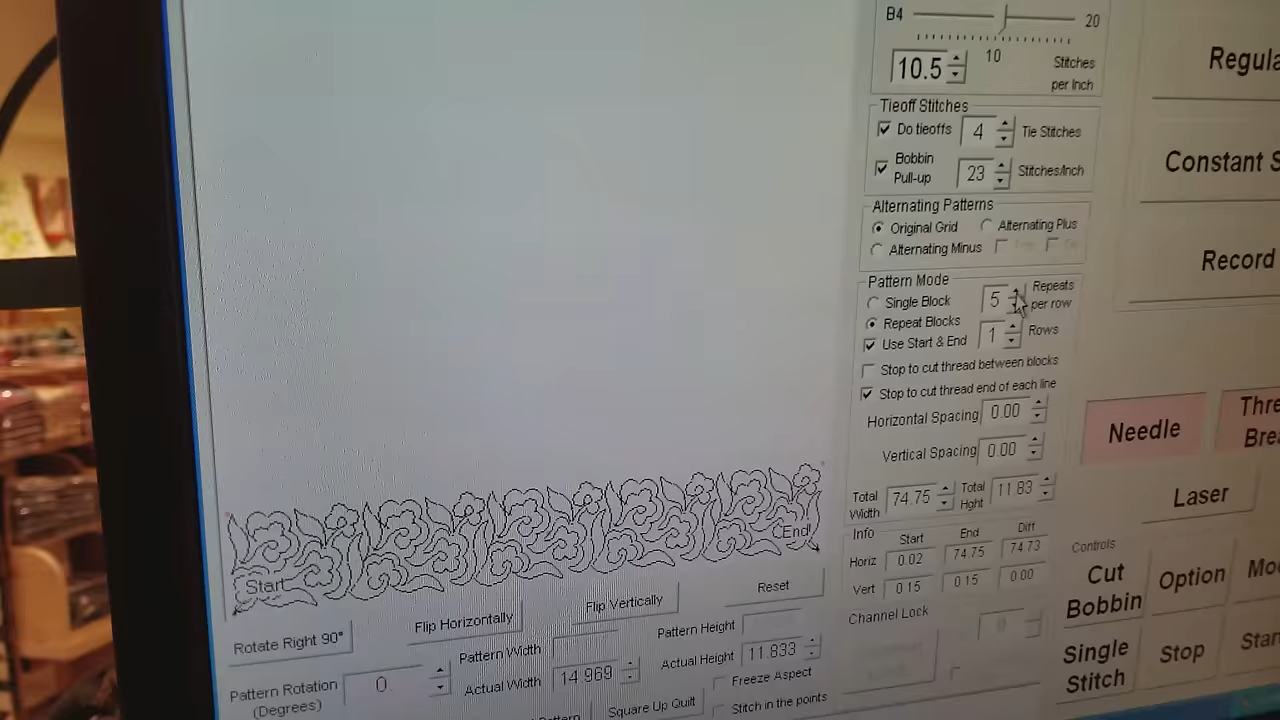 B4 20
10
10.5 Stitches per Inch
Tieoff Stitches
Do tieoffs 4 Tie Stitches
Bobbin Pull-up 23 Stitches/Inch
Alternating Patterns
Original Grid Alternating Plus
Alternating Minus
Pattern Mode
Single Block 5 Repeats per row
Repeat Blocks
Use Start & End 1 Rows
Stop to cut thread between blocks
Stop to cut thread end of each line
Horizontal Spacing 0.00
Vertical Spacing 0.00
Total Width 74.75 Total Hght 11.83
Info Start End Diff
Horiz 0.02 74.75 74.73
Vert 0.15 0.15 0.00
Channel Lock
0
Start
End
Rotate Right 90° Flip Horizontally Flip Vertically Reset
Pattern Rotation (Degrees) 0
Pattern Width Pattern Height
Actual Width 14.969 Actual Height 11.833
Pattern Square Up Quilt
Freeze Aspect
Stitch in the points
Constant
Record
Needle
Laser
Controls
Cut Bobbin Option
Single Stitch Stop